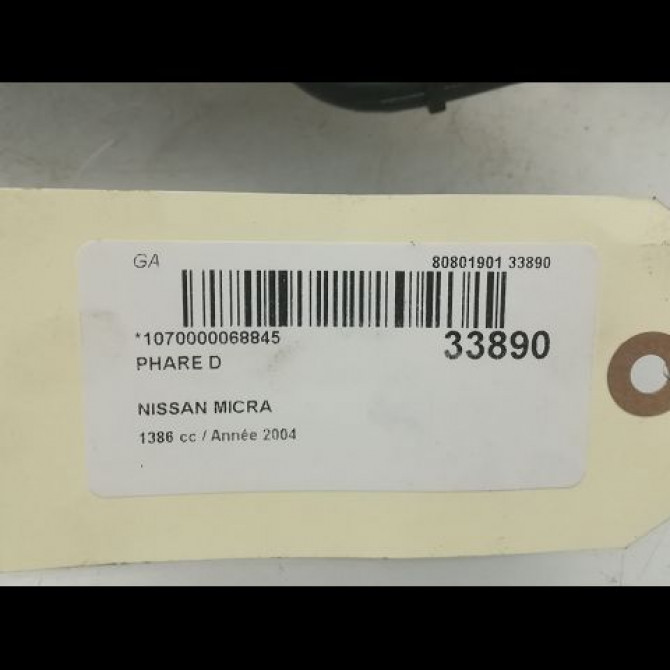 GA 80801901 33890
*1070000068845 33890
PHARE D
NISSAN MICRA
1386 cc / Année 2004